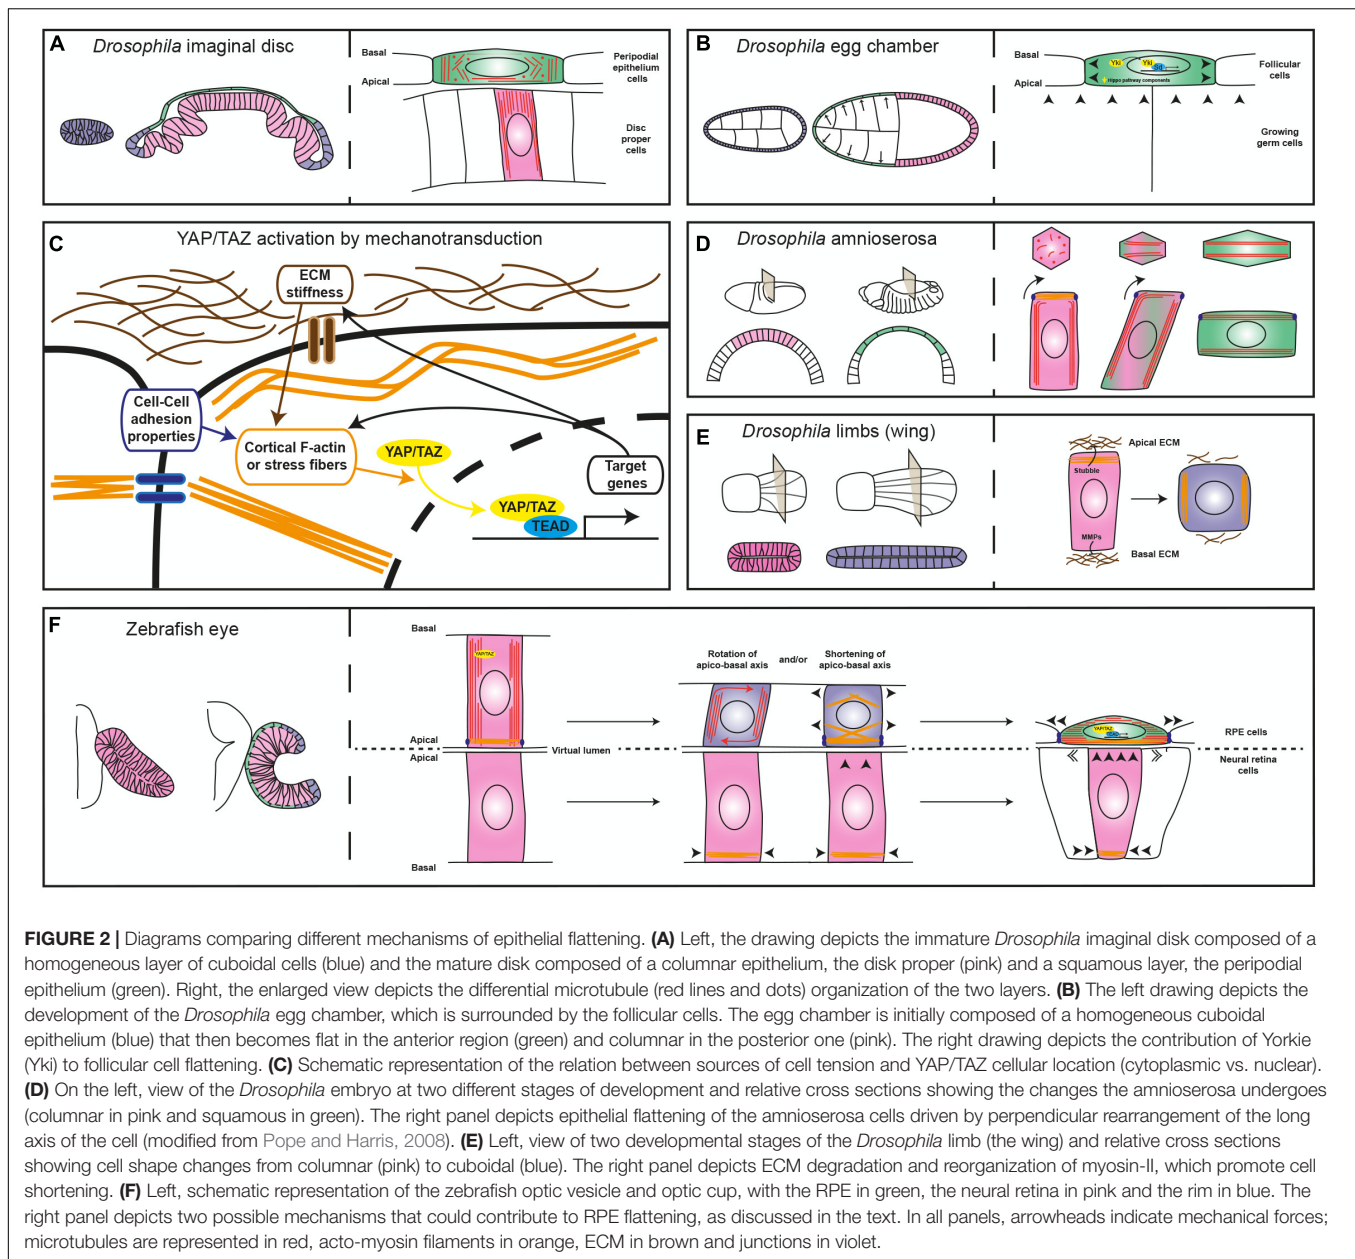 A
Drosophila imaginal disc
Basal
Apical
Peripodial
epithelium
cells
Disc
proper
cells
B
Drosophila egg chamber
Basal
Apical
Yki
Yki
Sd
Hippo pathway components
Follicular
cells
Growing
germ cells
C
YAP/TAZ activation by mechanotransduction
ECM
stiffness
Cell-Cell
adhesion
properties
Cortical F-actin
or stress fibers
YAP/TAZ
YAP/TAZ
TEAD
Target
genes
D
Drosophila amnioserosa
E
Drosophila limbs (wing)
Apical ECM
Stubble
MMPs
Basal ECM
F
Zebrafish eye
Basal
YAP/TAZ
Apical
Apical
Basal
Virtual lumen
Rotation of
apico-basal axis
and/or
Shortening of
apico-basal axis
YAP/TAZ
TEAD
RPE cells
Neural retina
cells
FIGURE 2 | Diagrams comparing different mechanisms of epithelial flattening. (A) Left, the drawing depicts the immature Drosophila imaginal disk composed of a
homogeneous layer of cuboidal cells (blue) and the mature disk composed of a columnar epithelium, the disk proper (pink) and a squamous layer, the peripodial
epithelium (green). Right, the enlarged view depicts the differential microtubule (red lines and dots) organization of the two layers. (B) The left drawing depicts the
development of the Drosophila egg chamber, which is surrounded by the follicular cells. The egg chamber is initially composed of a homogeneous cuboidal
epithelium (blue) that then becomes flat in the anterior region (green) and columnar in the posterior one (pink). The right drawing depicts the contribution of Yorkie
(Yki) to follicular cell flattening. (C) Schematic representation of the relation between sources of cell tension and YAP/TAZ cellular location (cytoplasmic vs. nuclear).
(D) On the left, view of the Drosophila embryo at two different stages of development and relative cross sections showing the changes the amnioserosa undergoes
(columnar in pink and squamous in green). The right panel depicts epithelial flattening of the amnioserosa cells driven by perpendicular rearrangement of the long
axis of the cell (modified from Pope and Harris, 2008). (E) Left, view of two developmental stages of the Drosophila limb (the wing) and relative cross sections
showing cell shape changes from columnar (pink) to cuboidal (blue). The right panel depicts ECM degradation and reorganization of myosin-II, which promote cell
shortening. (F) Left, schematic representation of the zebrafish optic vesicle and optic cup, with the RPE in green, the neural retina in pink and the rim in blue. The
right panel depicts two possible mechanisms that could contribute to RPE flattening, as discussed in the text. In all panels, arrowheads indicate mechanical forces;
microtubules are represented in red, acto-myosin filaments in orange, ECM in brown and junctions in violet.